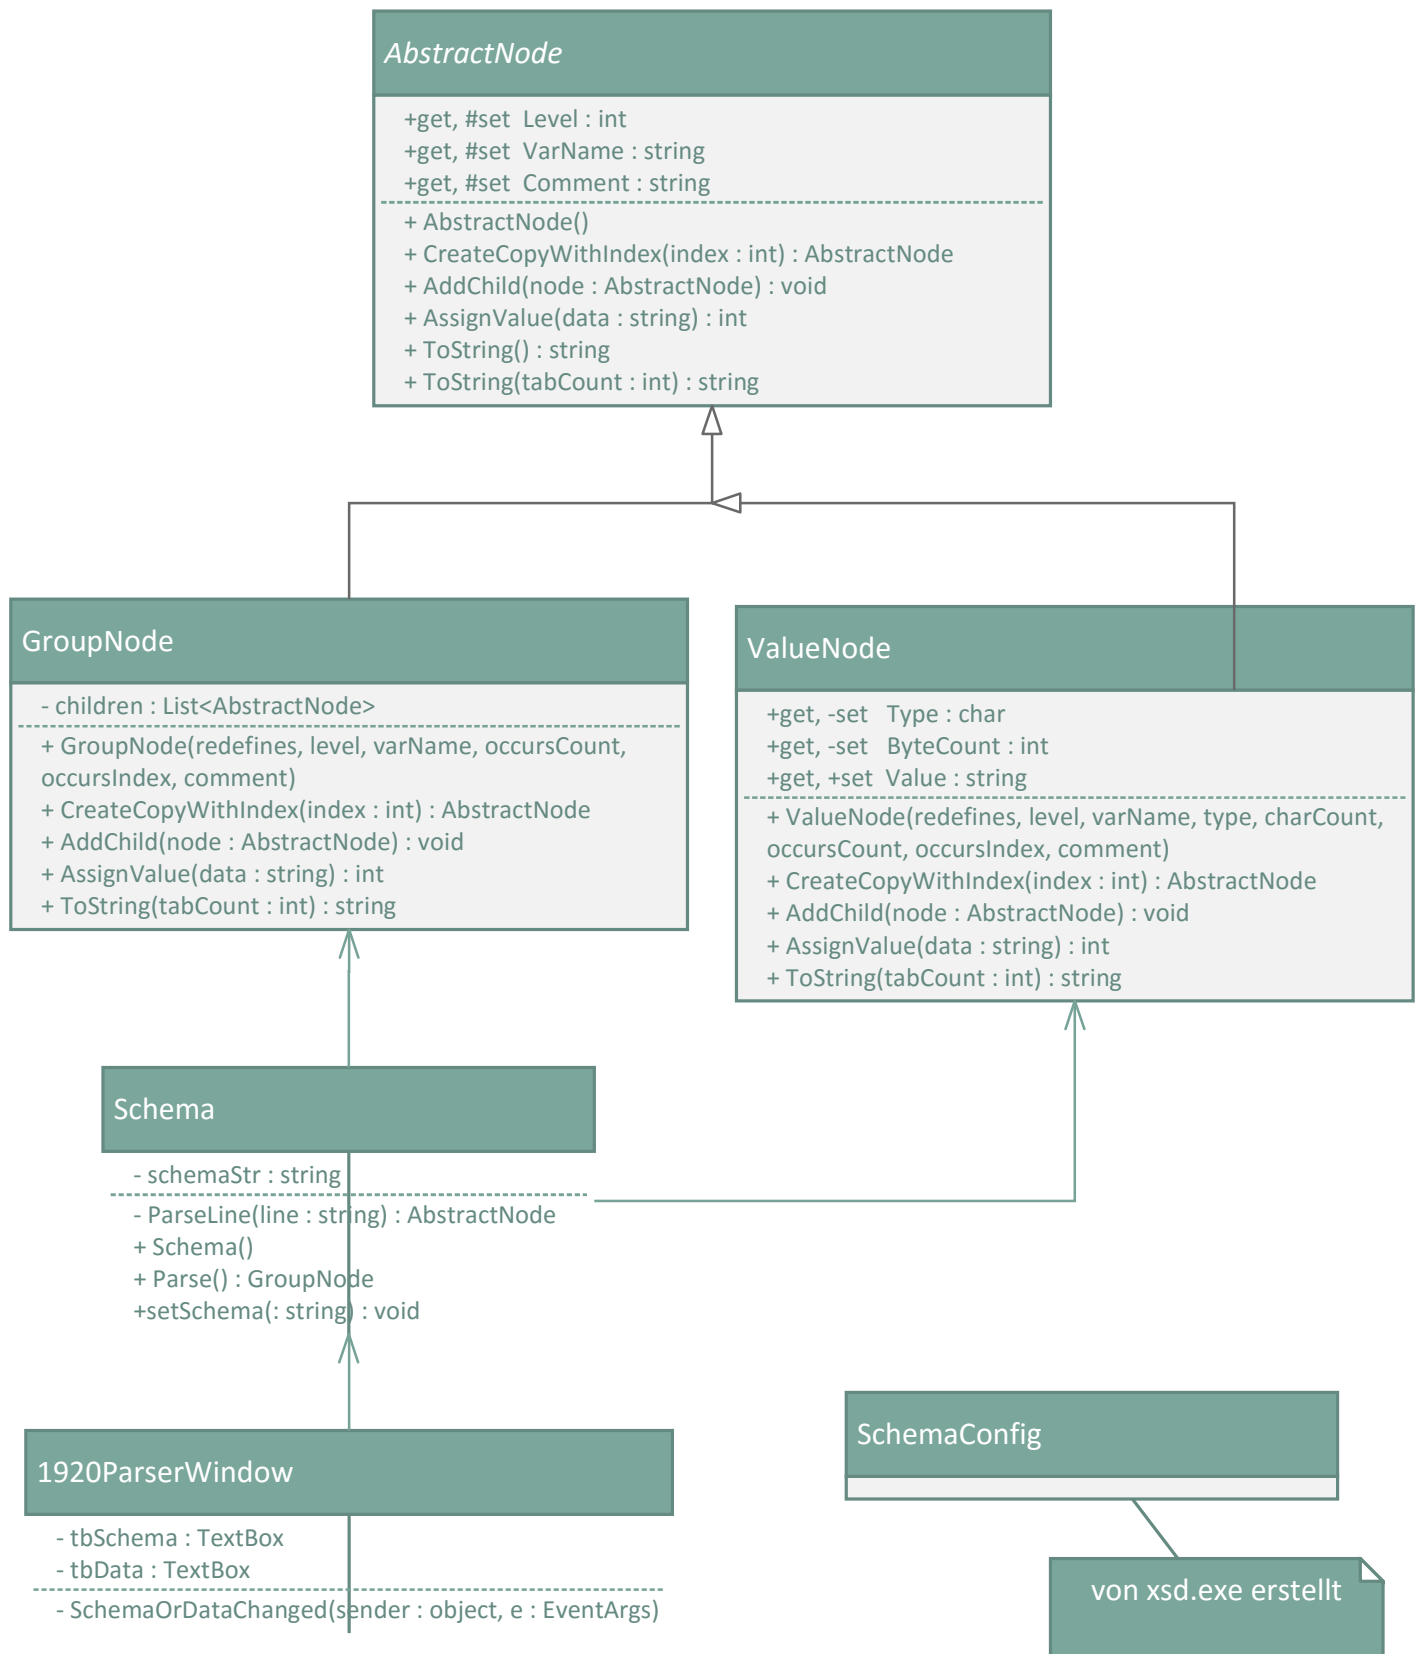 AbstractNode
+get, #set  Level : int
+get, #set  VarName : string
+get, #set  Comment : string
+ AbstractNode()
+ CreateCopyWithIndex(index : int) : AbstractNode
+ AddChild(node : AbstractNode) : void
+ AssignValue(data : string) : int
+ ToString() : string
+ ToString(tabCount : int) : string
GroupNode
- children : List<AbstractNode>
+ GroupNode(redefines, level, varName, occursCount,
occursIndex, comment)
+ CreateCopyWithIndex(index : int) : AbstractNode
+ AddChild(node : AbstractNode) : void
+ AssignValue(data : string) : int
+ ToString(tabCount : int) : string
ValueNode
+get, -set   Type : char
+get, -set   ByteCount : int
+get, +set  Value : string
+ ValueNode(redefines, level, varName, type, charCount,
occursCount, occursIndex, comment)
+ CreateCopyWithIndex(index : int) : AbstractNode
+ AddChild(node : AbstractNode) : void
+ AssignValue(data : string) : int
+ ToString(tabCount : int) : string
Schema
- schemaStr : string
- ParseLine(line : string) : AbstractNode
+ Schema()
+ Parse() : GroupNode
+setSchema(: string) : void
1920ParserWindow
- tbSchema : TextBox
- tbData : TextBox
- SchemaOrDataChanged(sender : object, e : EventArgs)
SchemaConfig
von xsd.exe erstellt